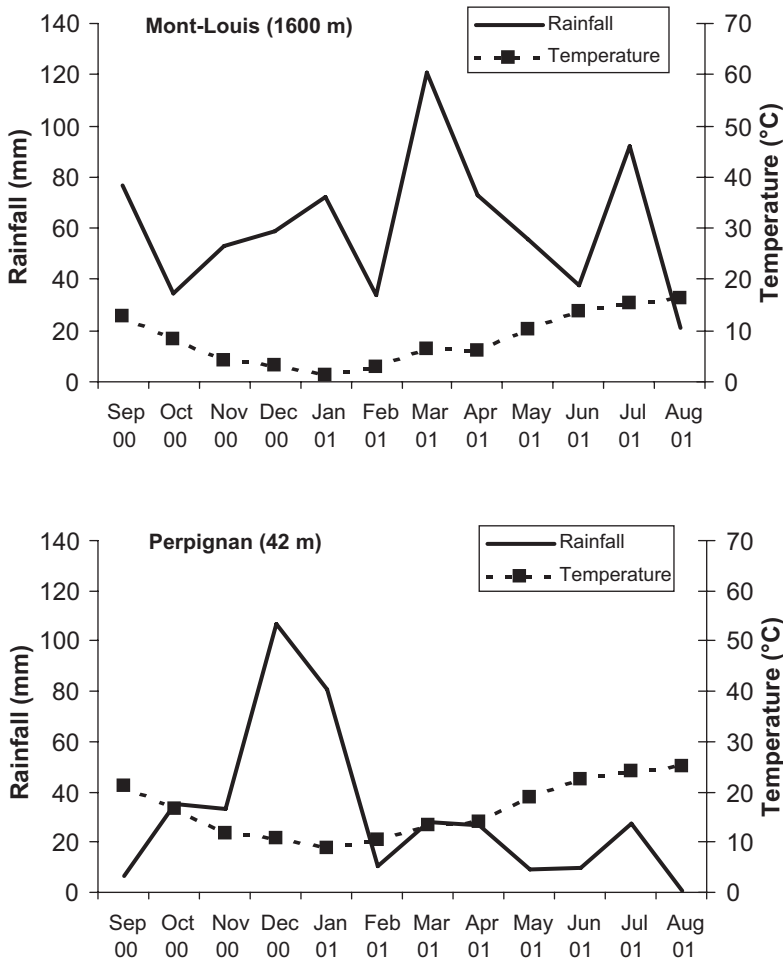 Mont-Louis (1600 m)
Rainfall
Temperature
Rainfall (mm)
140
120
100
80
60
40
20
0
Temperature (°C)
70
60
50
40
30
20
10
0
Sep Oct Nov Dec Jan Feb Mar Apr May Jun Jul Aug
00 00 00 00 01 01 01 01 01 01 01 01
Perpignan (42 m)
Rainfall
Temperature
Rainfall (mm)
140
120
100
80
60
40
20
0
Temperature (°C)
70
60
50
40
30
20
10
0
Sep Oct Nov Dec Jan Feb Mar Apr May Jun Jul Aug
00 00 00 00 01 01 01 01 01 01 01 01